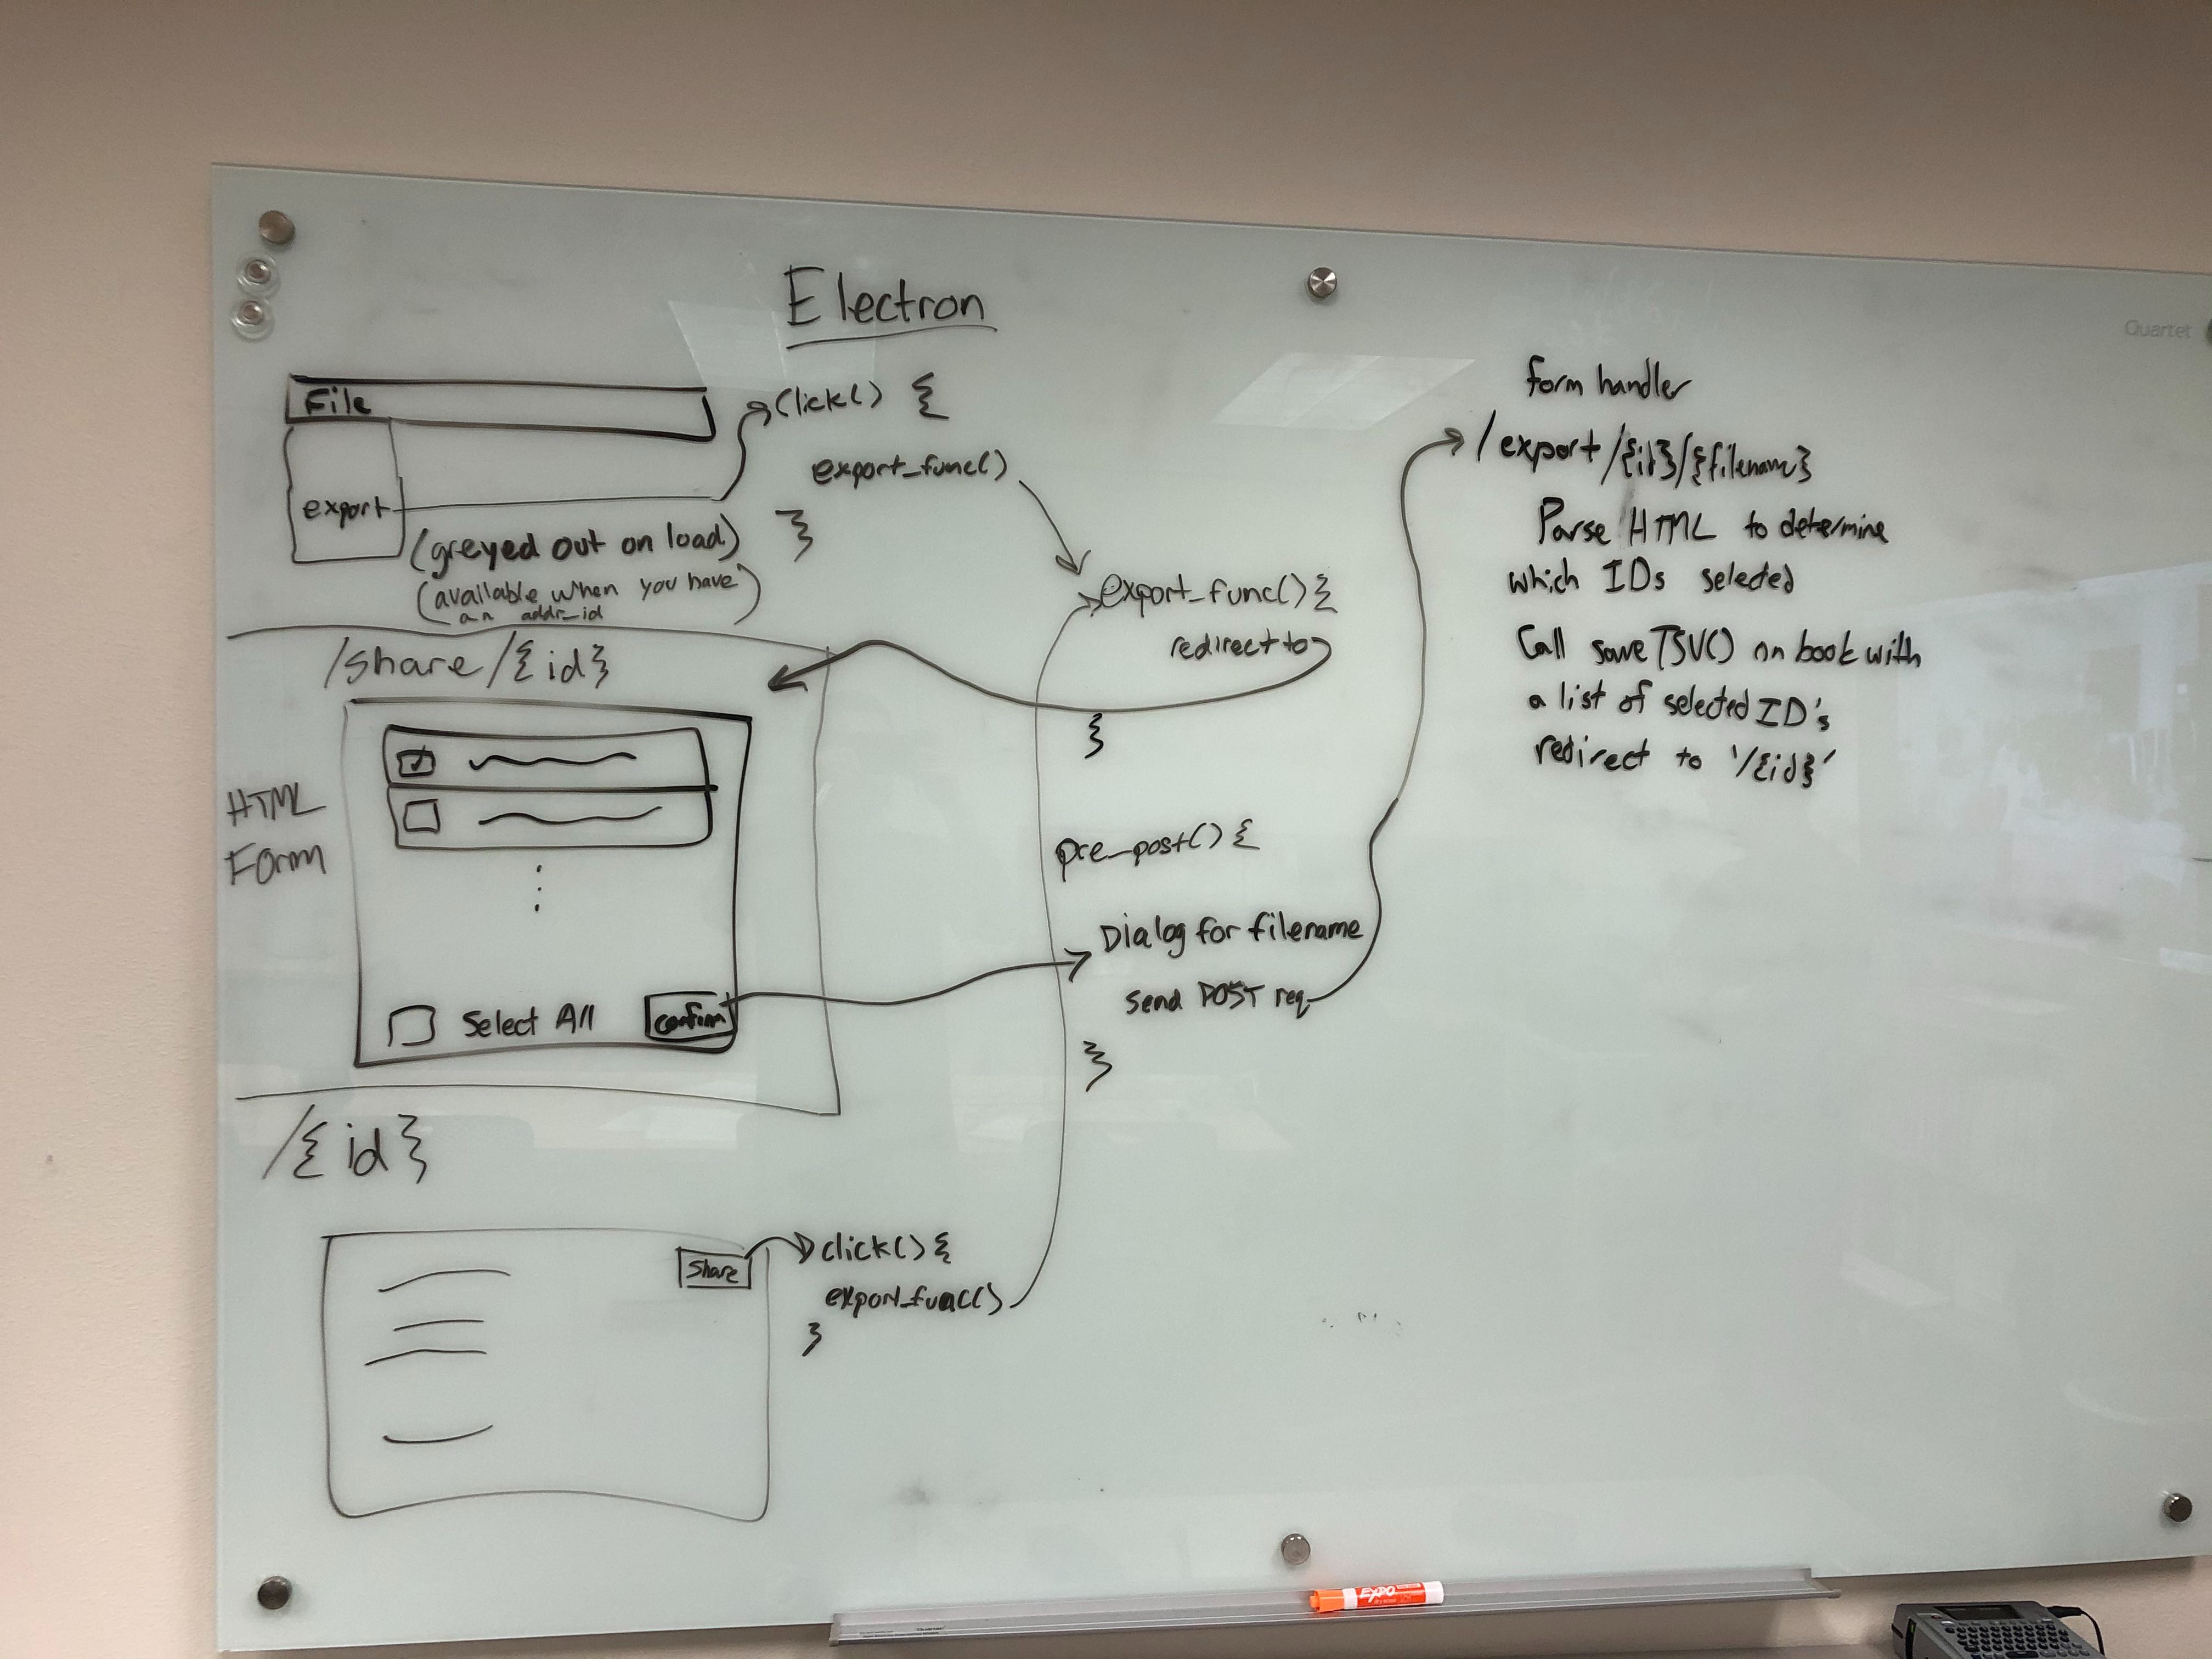 Electron
File
export
(greyed out on load)
(available when you have
an addr_id)
click() {
export_func()
}
/share/{id}
HTML
Form
Select All
Confirm
/{id}
Share
click() {
export_func()
}
export_func() {
redirect to
}
pre_post() {
Dialog for filename
Send POST req
}
form handler
/export/{id}/{filename}
Parse HTML to determine
which IDs selected
Call saveTSV() on book with
a list of selected ID's
redirect to '/{id}'
Quartet
EXPO